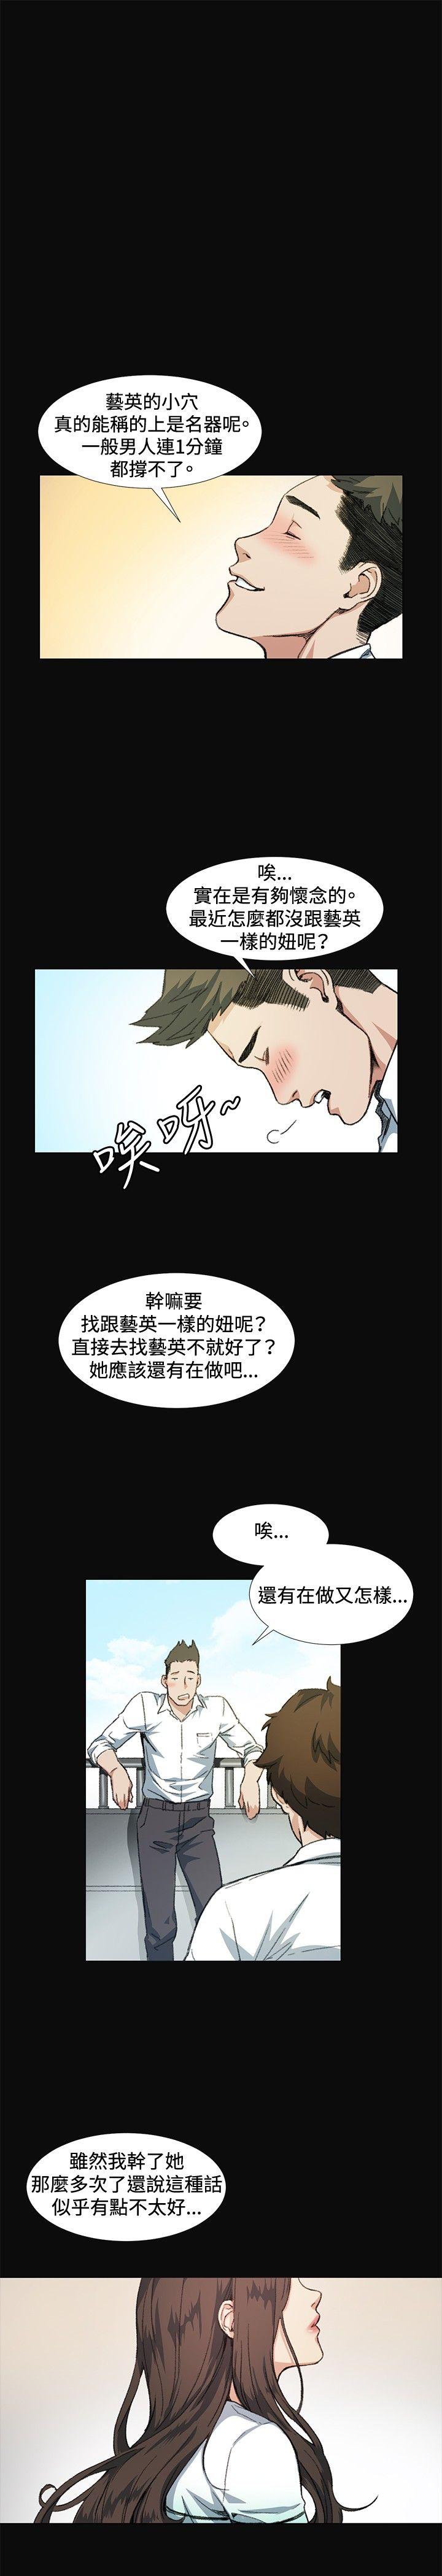 藝英的小穴
真的能稱的上是名器呢。
一般男人連1分鐘
都撐不了。
唉...
實在是有夠懷念的。
最近怎麼都沒跟藝英
一樣的妞呢？
唉呀~
幹嘛要
找跟藝英一樣的妞呢？
直接去找藝英不就好了？
她應該還有在做吧...
唉...
還有在做又怎樣...
雖然我幹了她
那麼多次了還說這種話
似乎有點不太好...